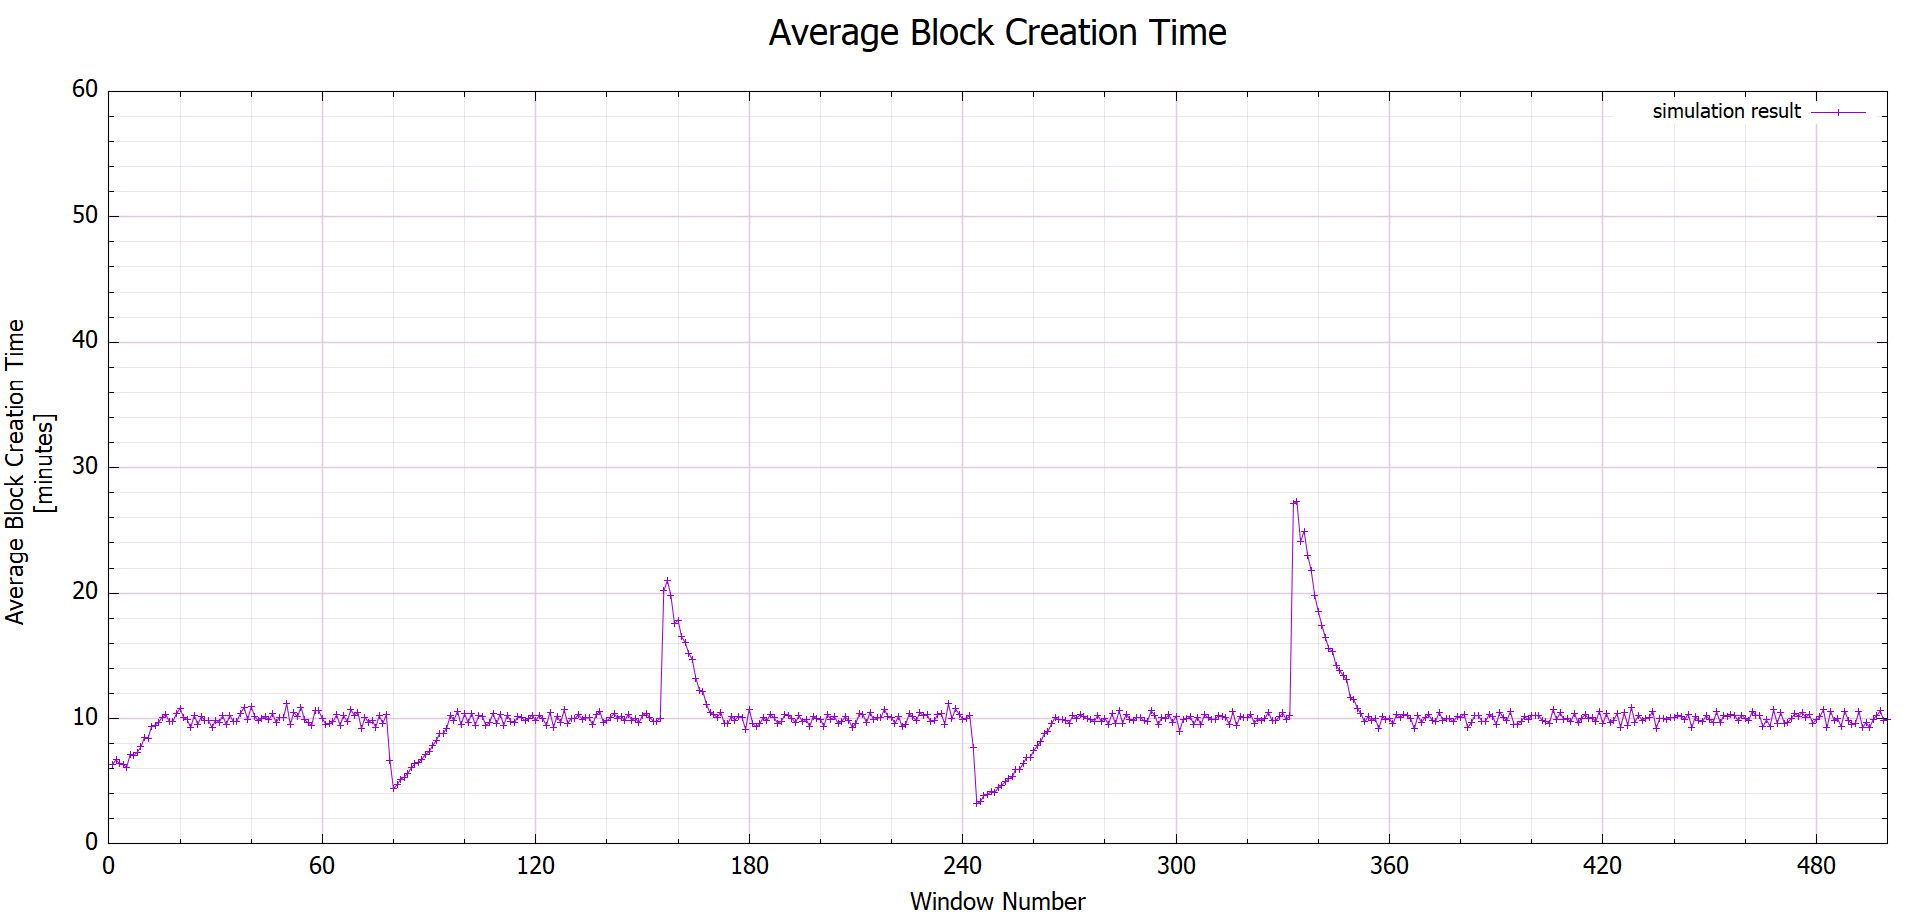 Average Block Creation Time
simulation result
60
50
40
30
20
10
0
Average Block Creation Time
[minutes]
0 60 120 180 240 300 360 420 480
Window Number